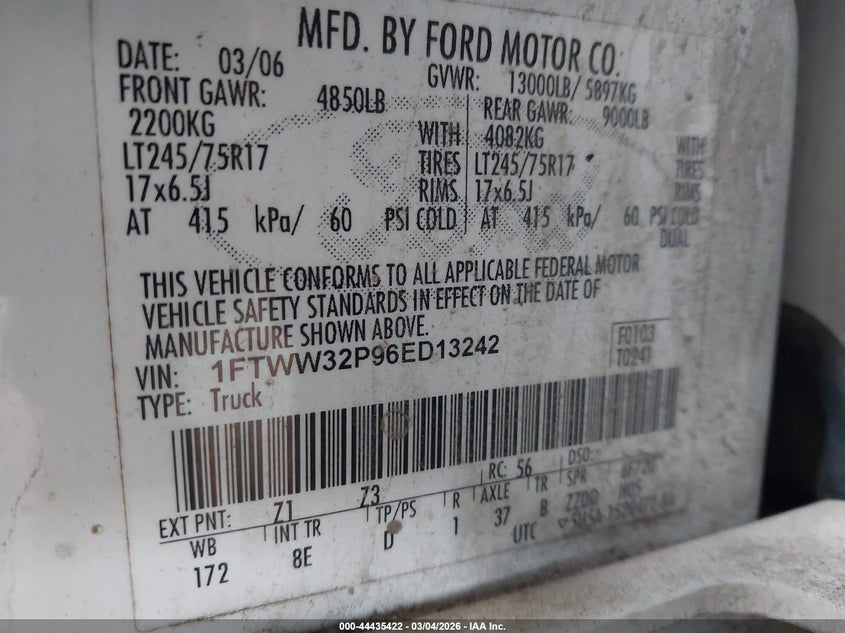 MFD. BY FORD MOTOR CO.
DATE: 03/06 GVWR: 13000LB/ 5897KG
FRONT GAWR: 4850LB REAR GAWR: 9000LB
2200KG WITH 4082KG WITH
LT245/75R17 TIRES LT245/75R17 TIRES
17x6.5J RIMS 17x6.5J RIMS
AT 415 kPa/ 60 PSI COLD AT 415 kPa/ 60 PSI COLD
DUAL
THIS VEHICLE CONFORMS TO ALL APPLICABLE FEDERAL MOTOR
VEHICLE SAFETY STANDARDS IN EFFECT ON THE DATE OF
MANUFACTURE SHOWN ABOVE.
VIN: 1FTWW32P96ED13242
F0103
T0241
TYPE: Truck
EXT PNT: Z1 Z3 RC: 56 DSO:
WB INT TR TP/PS R AXLE TR SPR
172 8E D 1 37 B ZZDD
UTC
000-44435422 - 03/04/2026 - IAA Inc.